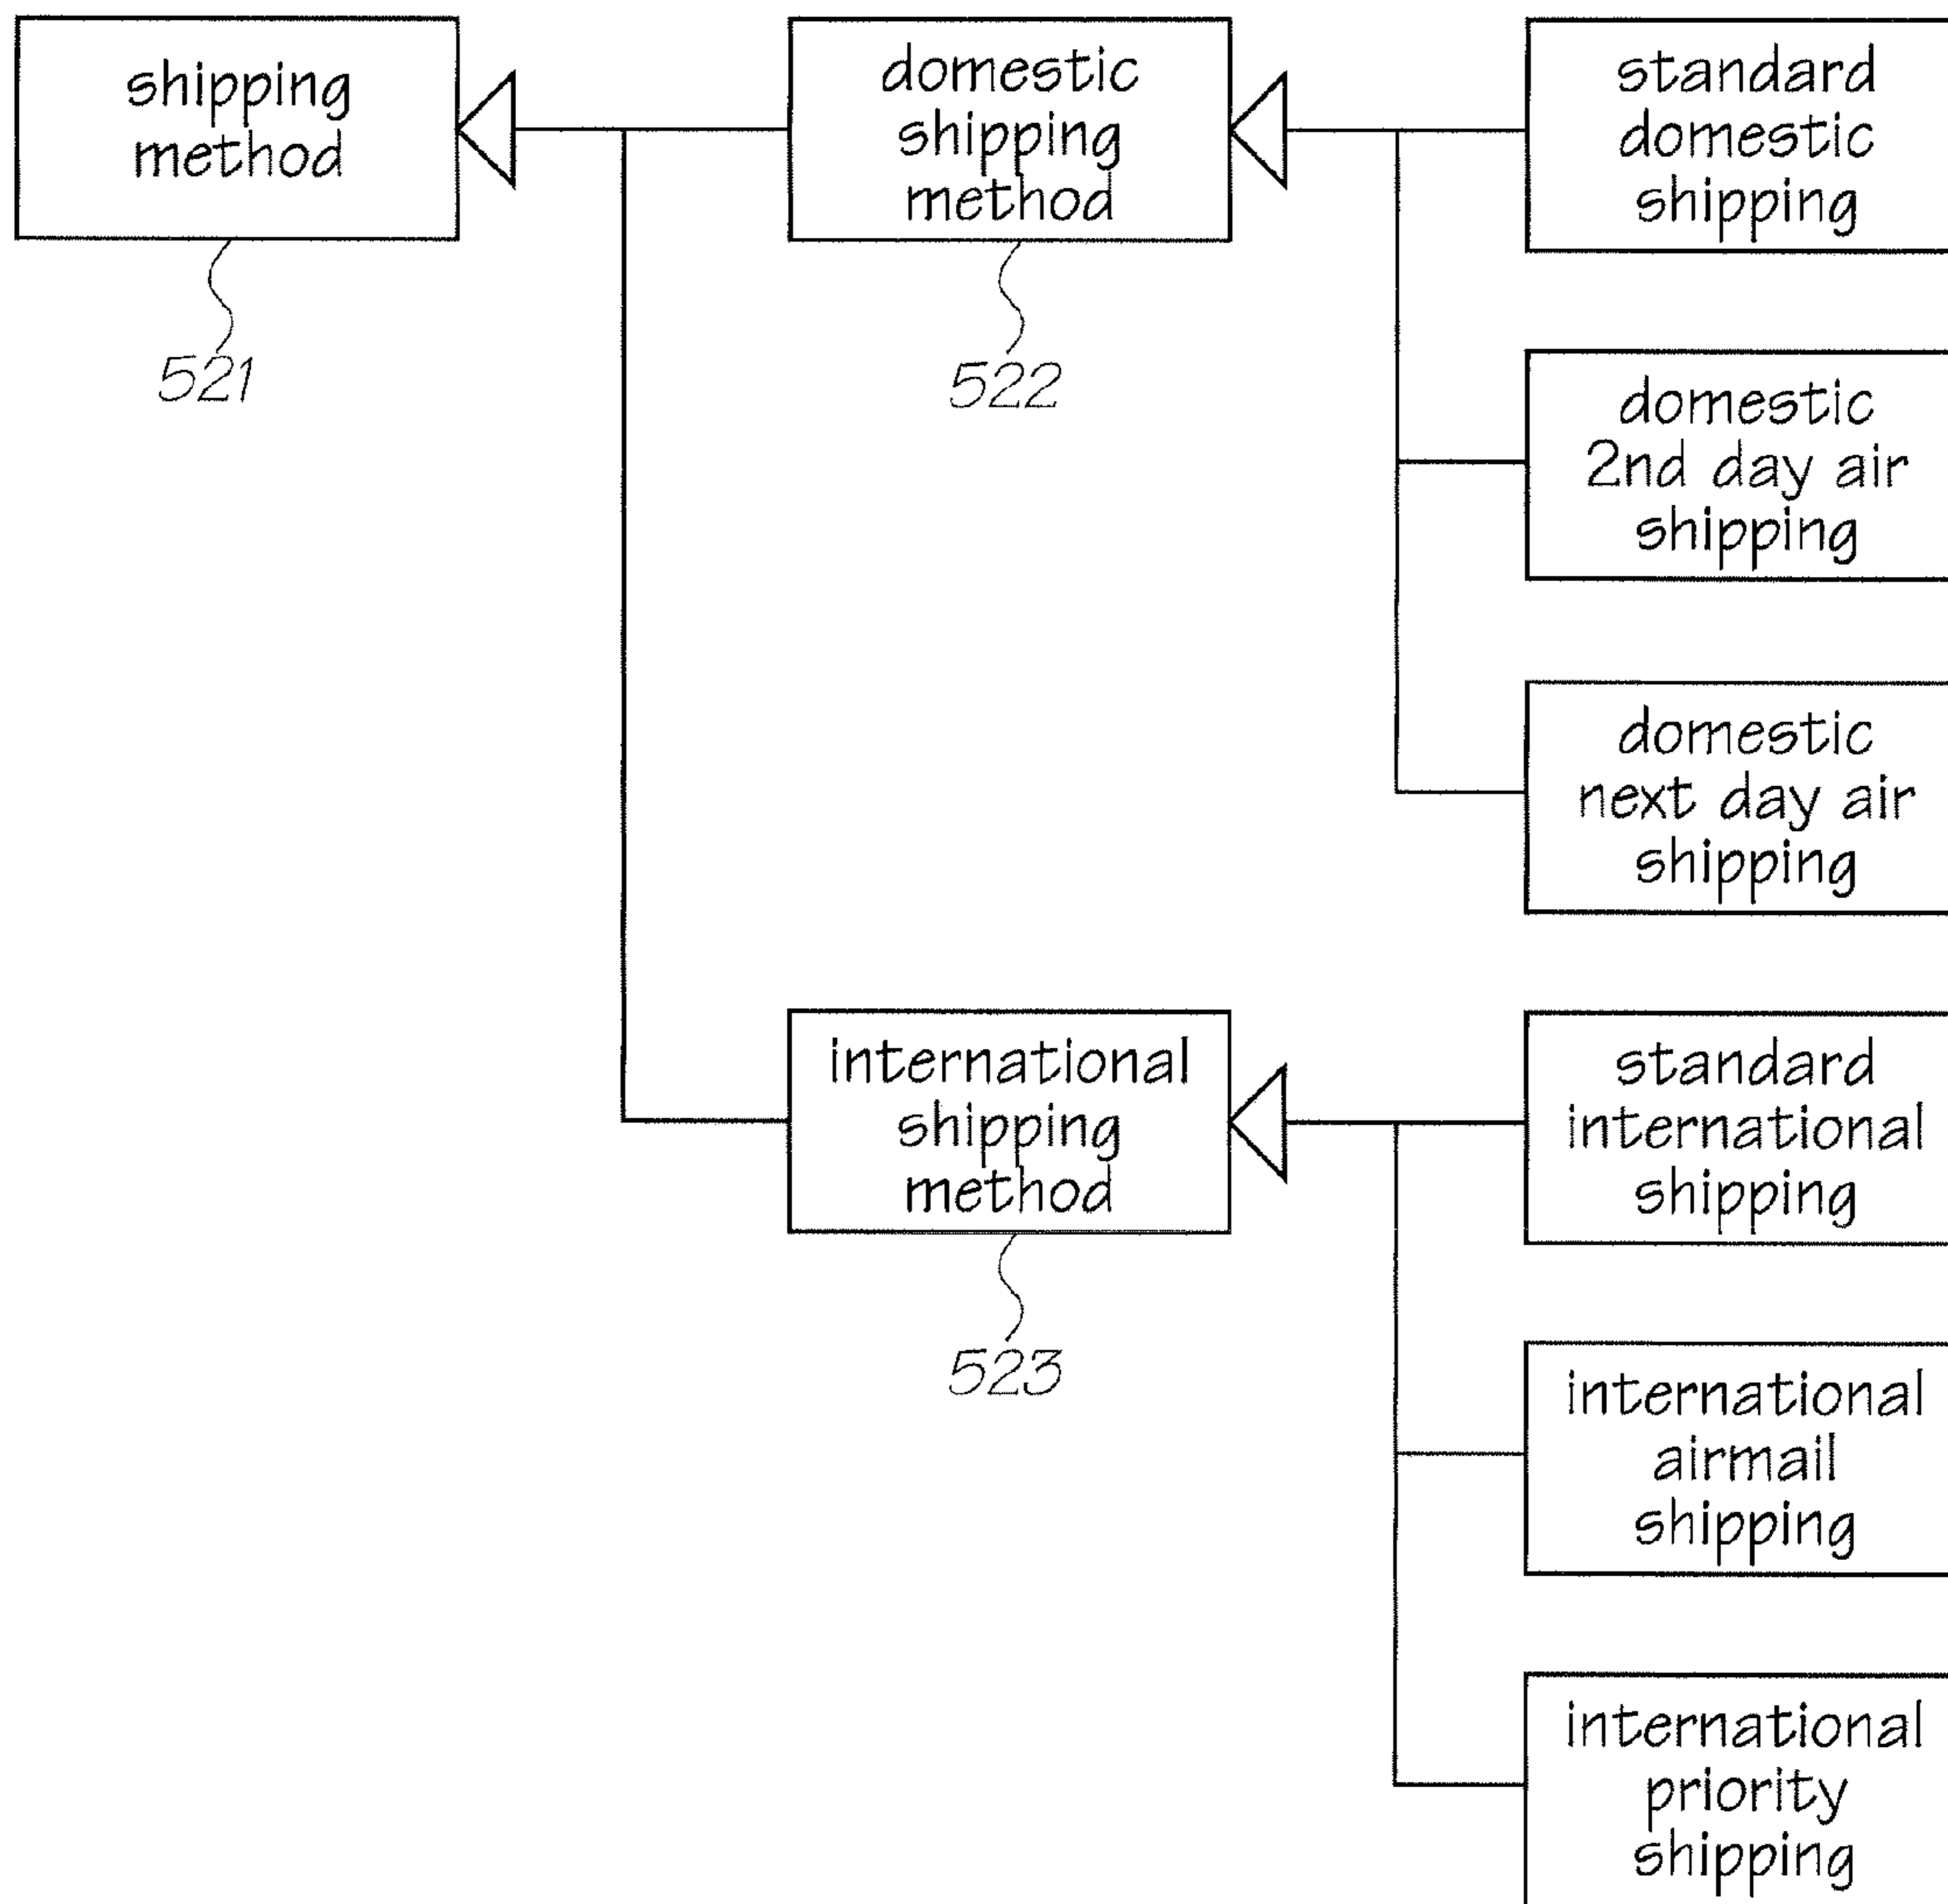 shipping
method
521
domestic
shipping
method
522
standard
domestic
shipping
domestic
2nd day air
shipping
domestic
next day air
shipping
international
shipping
method
523
standard
international
shipping
international
airmail
shipping
international
priority
shipping